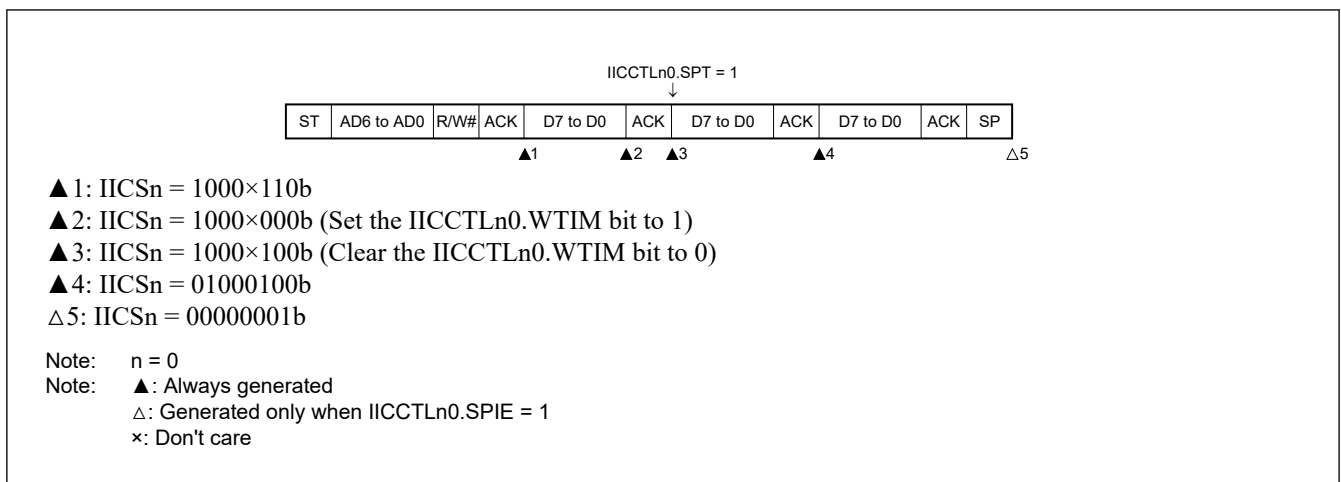 IICCTLn0.SPT = 1
↓
ST AD6 to AD0 R/W# ACK D7 to D0 ACK D7 to D0 ACK D7 to D0 ACK SP
▲1 ▲2 ▲3 ▲4 △5
▲1: IICSn = 1000×110b
▲2: IICSn = 1000×000b (Set the IICCTLn0.WTIM bit to 1)
▲3: IICSn = 1000×100b (Clear the IICCTLn0.WTIM bit to 0)
▲4: IICSn = 01000100b
△5: IICSn = 00000001b
Note: n = 0
Note: ▲: Always generated
△: Generated only when IICCTLn0.SPIE = 1
×: Don't care